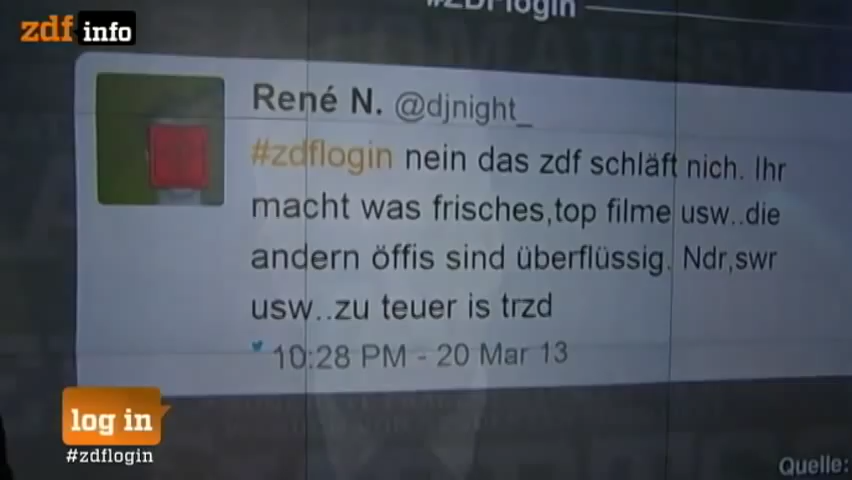 #ZDFlogin
zdf info
René N. @djnight_
#zdflogin nein das zdf schläft nich. Ihr
macht was frisches,top filme usw..die
andern öffis sind überflüssig. Ndr,swr
usw..zu teuer is trzd
10:28 PM - 20 Mar 13
log in
#zdflogin
Quelle: